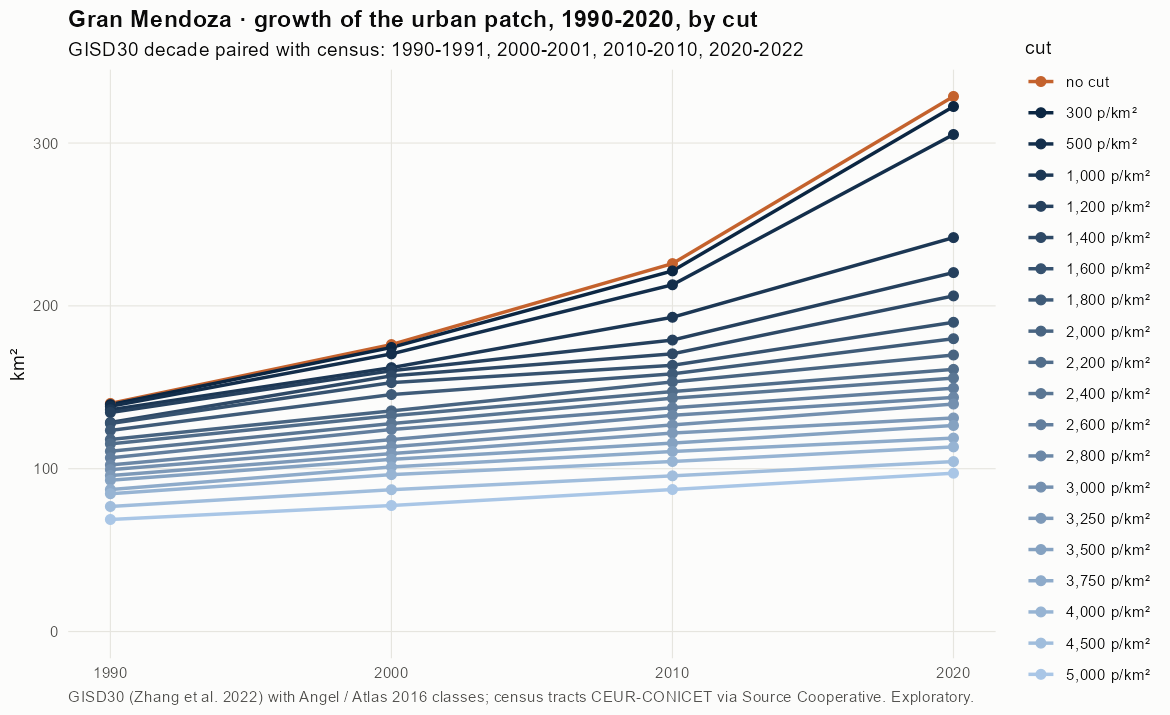 Gran Mendoza · growth of the urban patch, 1990-2020, by cut
GISD30 decade paired with census: 1990-1991, 2000-2001, 2010-2010, 2020-2022
cut
no cut
300 p/km²
500 p/km²
1,000 p/km²
1,200 p/km²
1,400 p/km²
1,600 p/km²
1,800 p/km²
2,000 p/km²
2,200 p/km²
2,400 p/km²
2,600 p/km²
2,800 p/km²
3,000 p/km²
3,250 p/km²
3,500 p/km²
3,750 p/km²
4,000 p/km²
4,500 p/km²
5,000 p/km²
km²
300
200
100
0
1990 2000 2010 2020
GISD30 (Zhang et al. 2022) with Angel / Atlas 2016 classes; census tracts CEUR-CONICET via Source Cooperative. Exploratory.